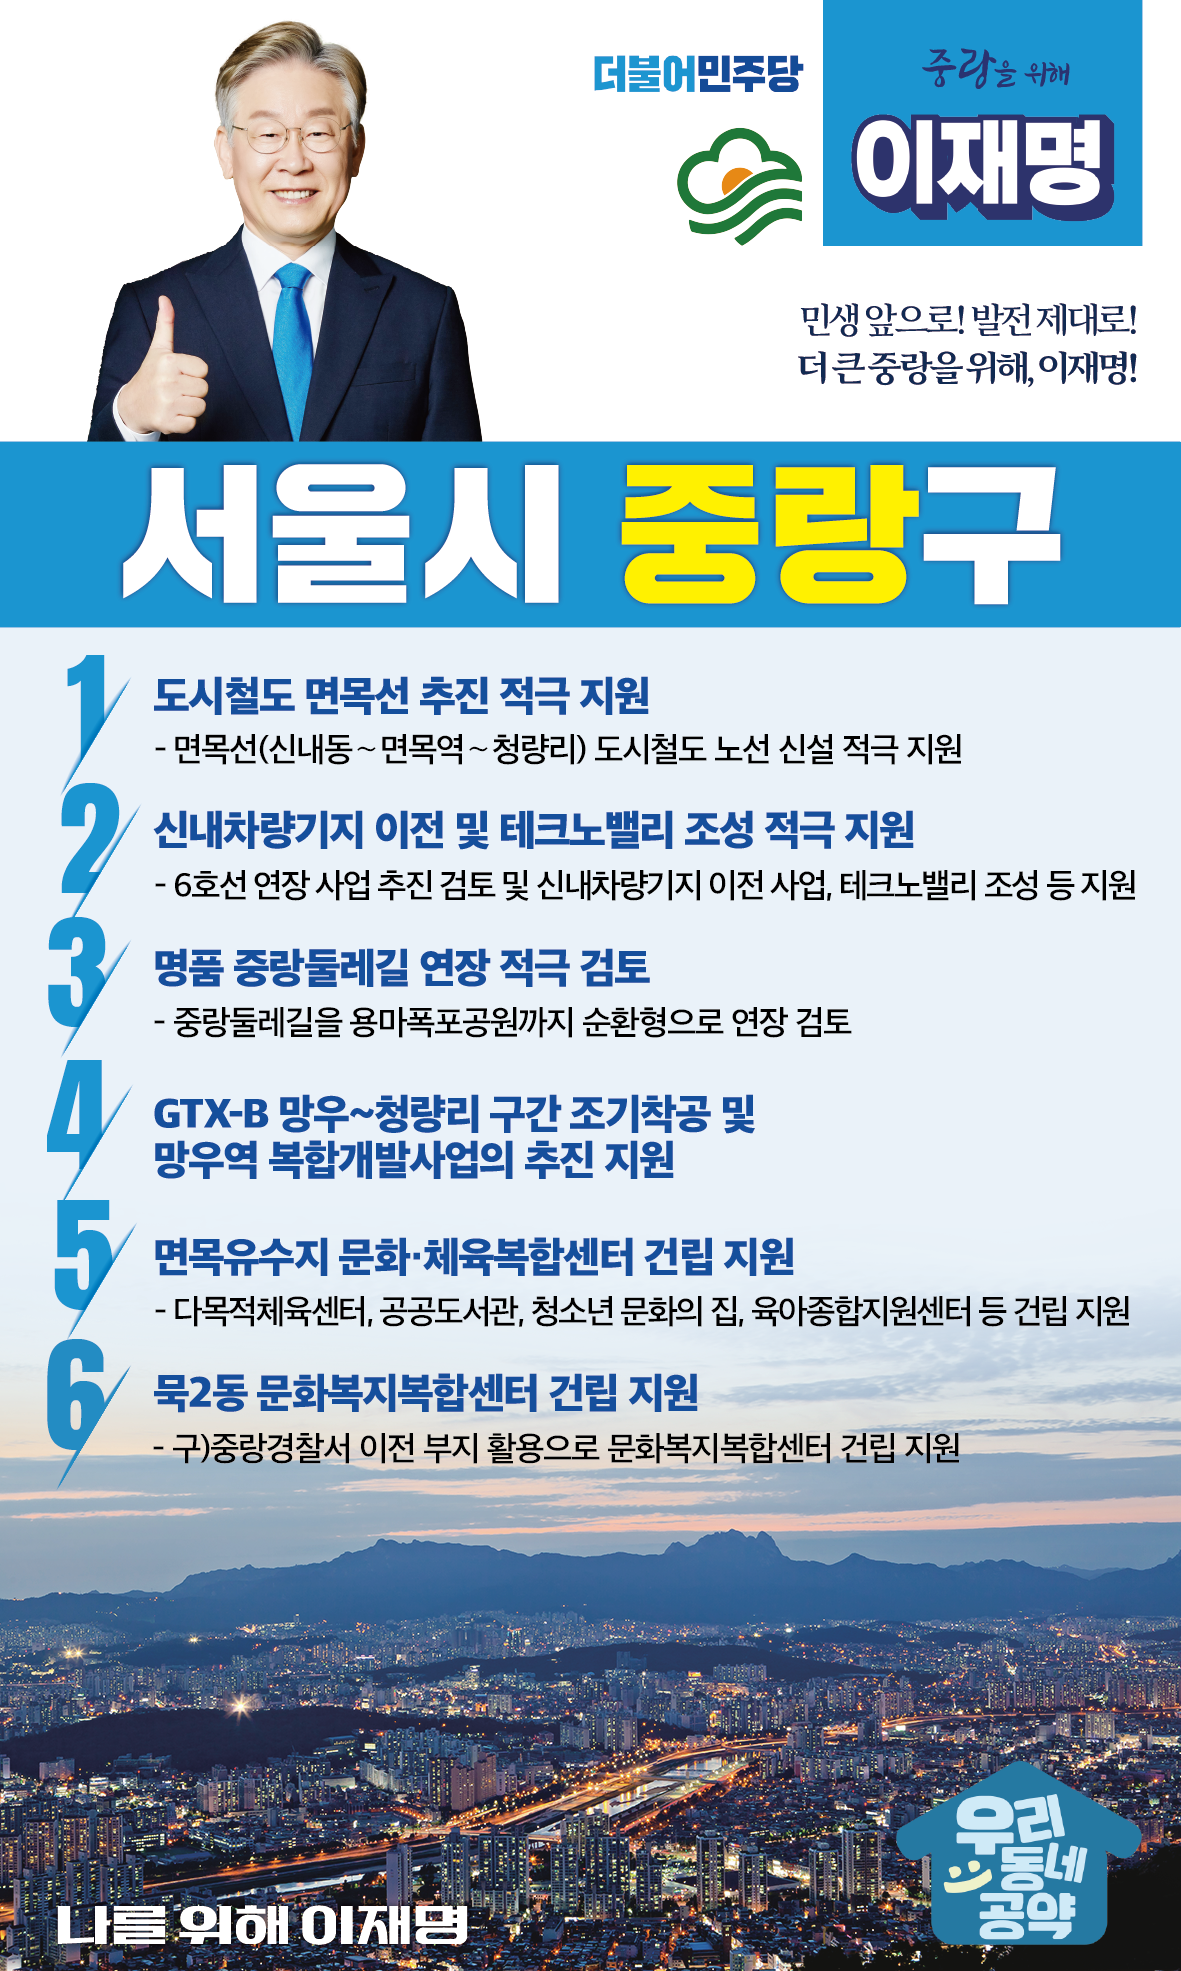 더불어민주당
중랑을 위해
이재명
민생 앞으로! 발전 제대로!
더 큰 중랑을 위해, 이재명!
서울시 중랑구
1
도시철도 면목선 추진 적극 지원
- 면목선(신내동~면목역~청량리) 도시철도 노선 신설 적극 지원
2
신내차량기지 이전 및 테크노밸리 조성 적극 지원
- 6호선 연장 사업 추진 검토 및 신내차량기지 이전 사업, 테크노밸리 조성 등 지원
3
명품 중랑둘레길 연장 적극 검토
- 중랑둘레길을 용마폭포공원까지 순환형으로 연장 검토
4
GTX-B 망우~청량리 구간 조기착공 및
망우역 복합개발사업의 추진 지원
5
면목유수지 문화·체육복합센터 건립 지원
- 다목적체육센터, 공공도서관, 청소년 문화의 집, 육아종합지원센터 등 건립 지원
6
묵2동 문화복지복합센터 건립 지원
- 구)중랑경찰서 이전 부지 활용으로 문화복지복합센터 건립 지원
나를 위해 이재명
우리
동네
공약